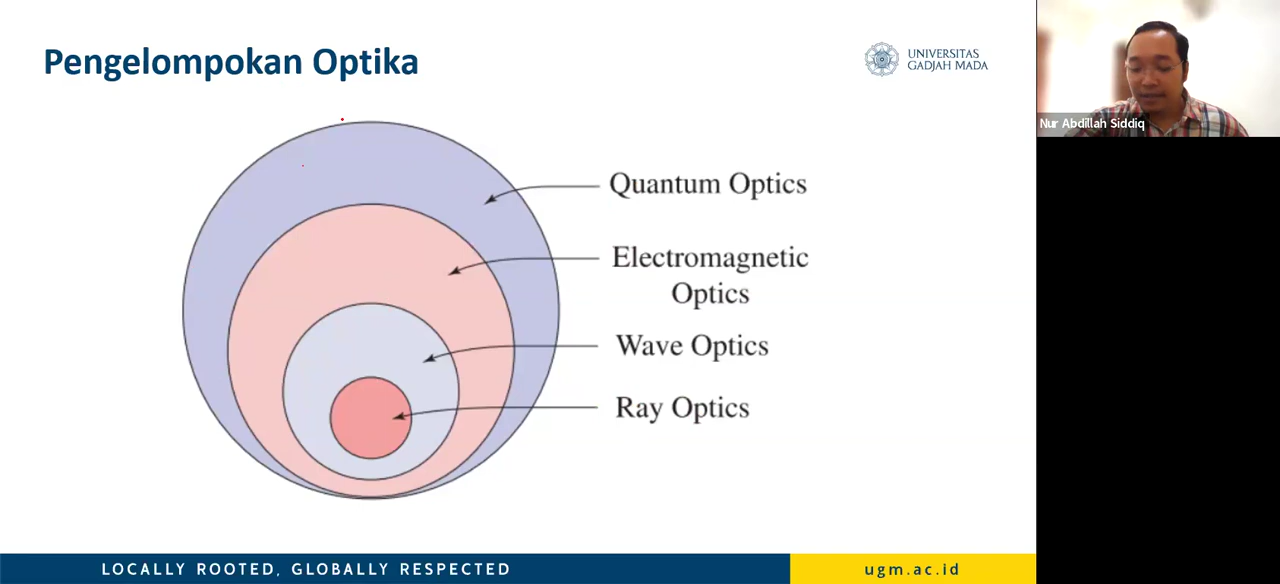 Pengelompokan Optika
UNIVERSITAS
GADJAH MADA
Nur Abdillah Siddiq
Quantum Optics
Electromagnetic
Optics
Wave Optics
Ray Optics
LOCALLY ROOTED, GLOBALLY RESPECTED
ugm.ac.id